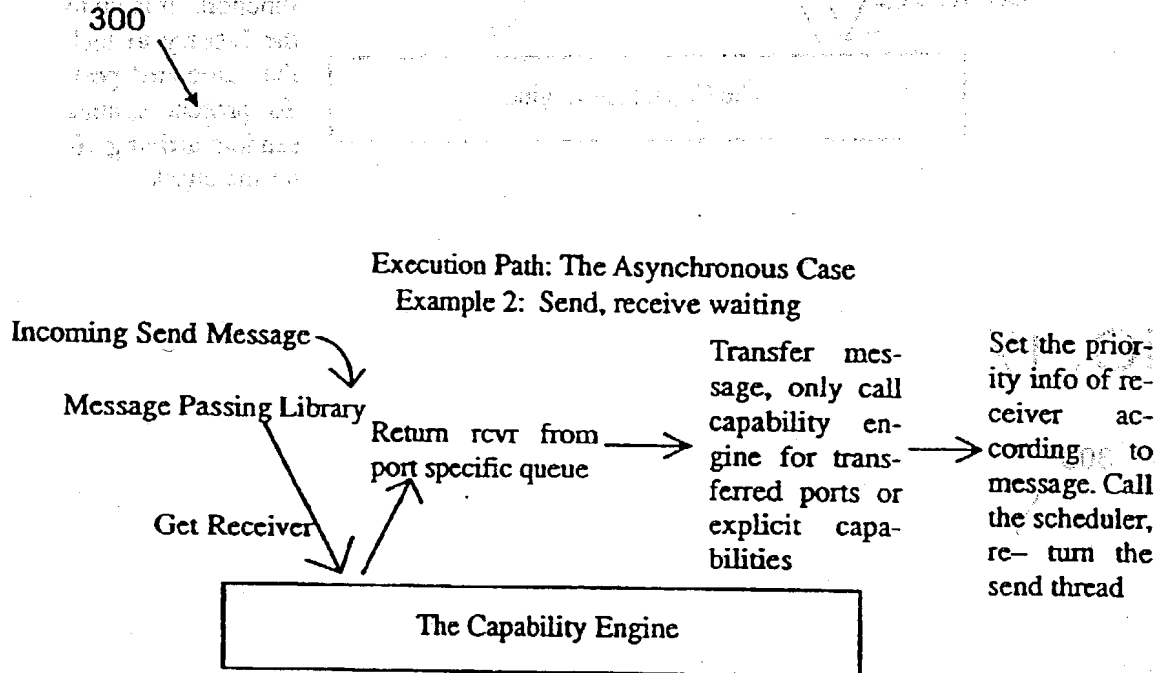 300
Execution Path: The Asynchronous Case
Example 2: Send, receive waiting
Incoming Send Message
Message Passing Library
Get Receiver
Return rcvr from
port specific queue
Transfer mes-
sage, only call
capability en-
gine for trans-
ferred ports or
explicit capa-
bilities
Set the prior-
ity info of re-
ceiver ac-
cording to
message. Call
the scheduler,
re– turn the
send thread
The Capability Engine